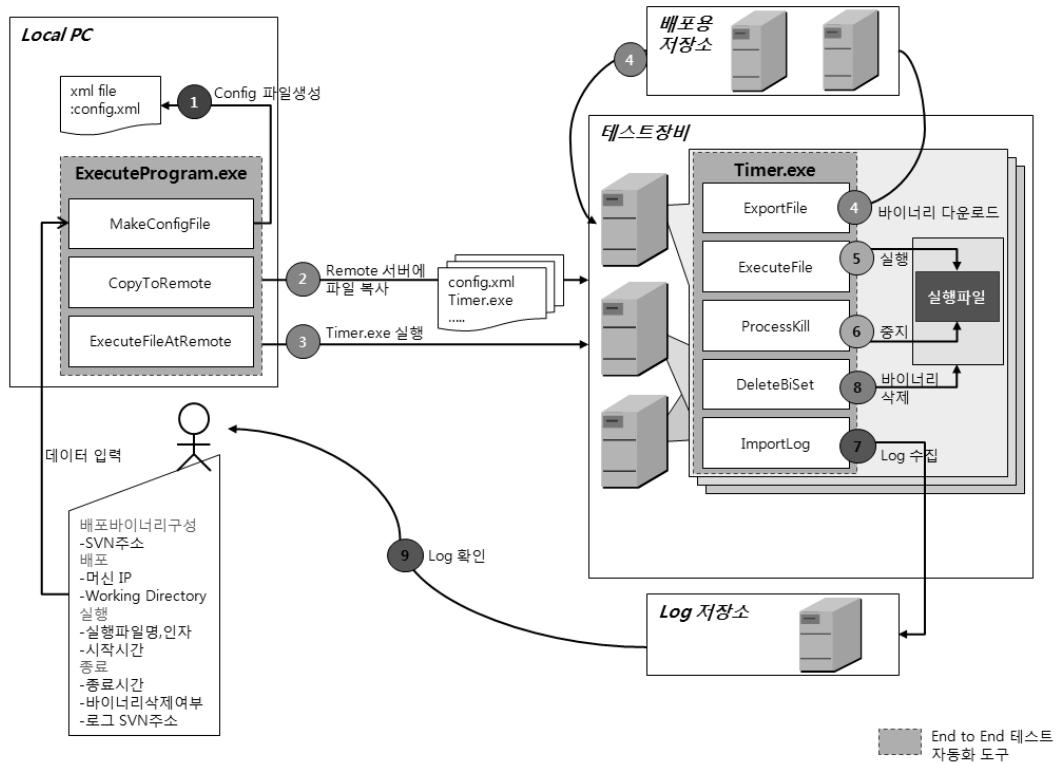 Local PC
xml file
:config.xml
1
Config 파일생성
ExecuteProgram.exe
MakeConfigFile
CopyToRemote
ExecuteFileAtRemote
2
Remote 서버에
파일 복사
config.xml
Timer.exe
.....
3
Timer.exe 실행
배포용
저장소
4
테스트장비
Timer.exe
ExportFile
4
바이너리 다운로드
ExecuteFile
5
실행
실행파일
ProcessKill
6
중지
DeleteBiSet
8
바이너리
삭제
ImportLog
7
Log 수집
데이터 입력
배포바이너리구성
-SVN주소
배포
-머신 IP
-Working Directory
실행
-실행파일명,인자
-시작시간
종료
-종료시간
-바이너리삭제여부
-로그 SVN주소
9
Log 확인
Log 저장소
End to End 테스트
자동화 도구